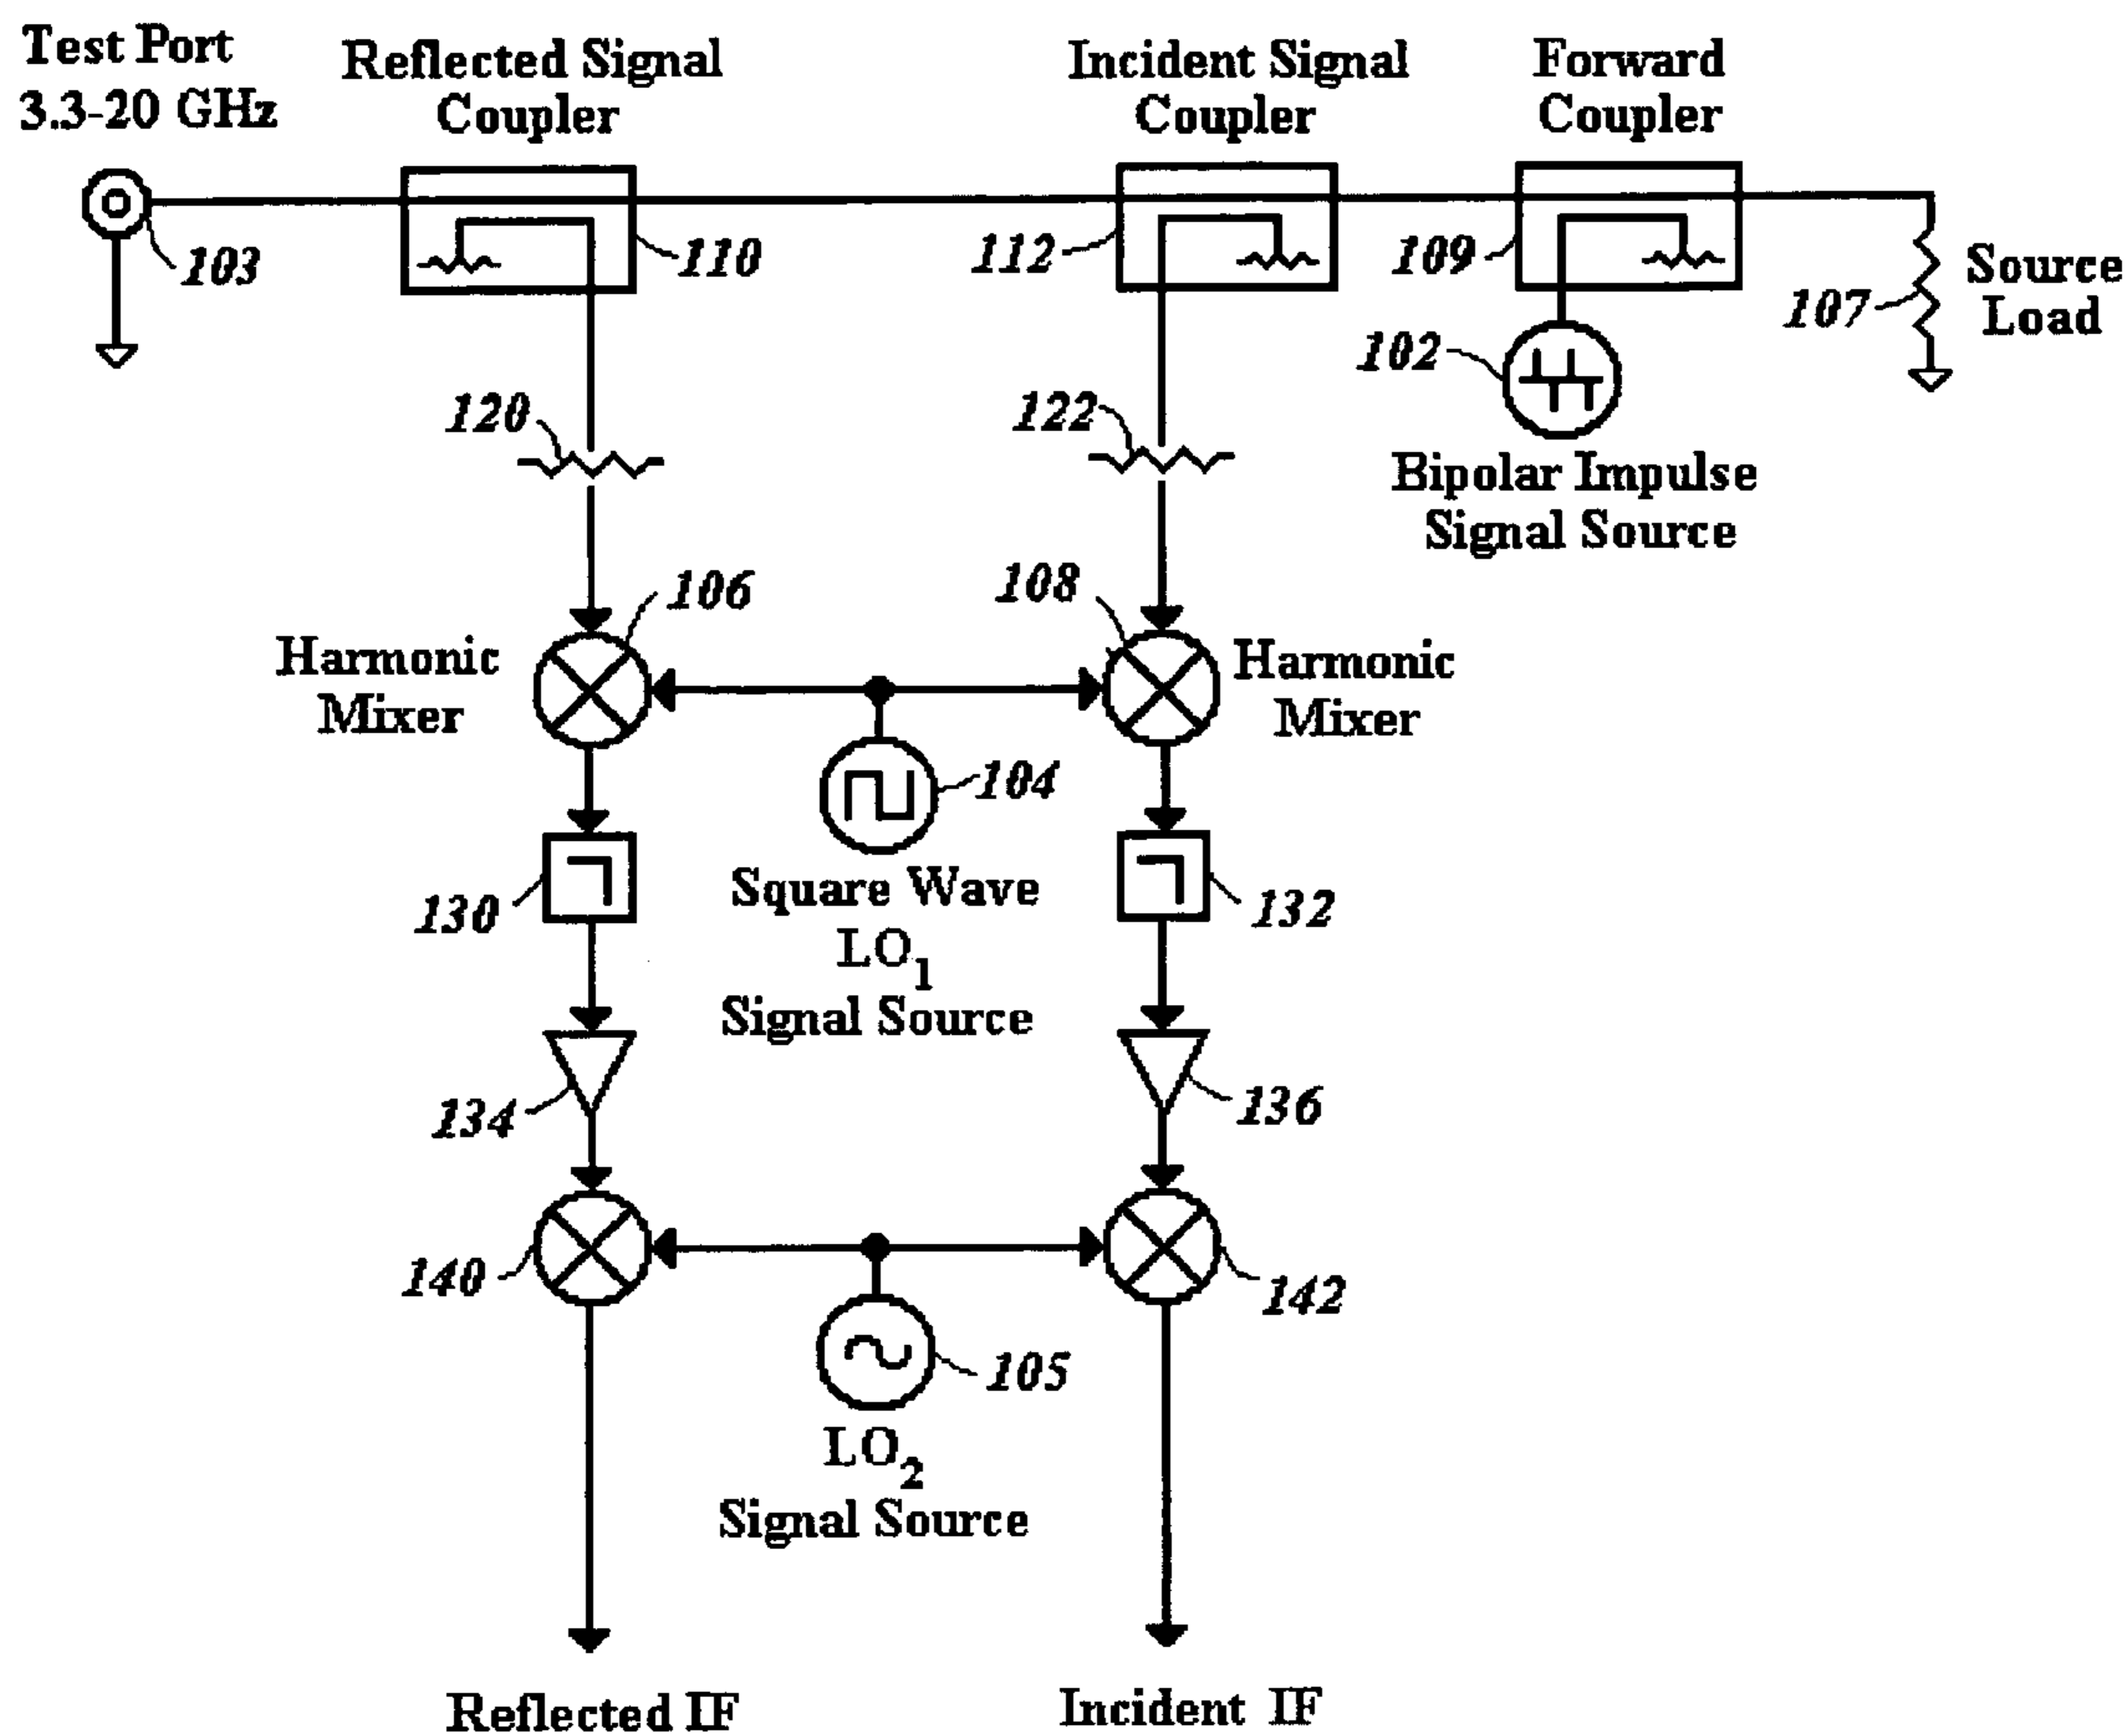 Test Port
3.3-20 GHz
Reflected Signal
Coupler
Incident Signal
Coupler
Forward
Coupler
103
110
112
109
107
Source
Load
102
Bipolar Impulse
Signal Source
120
122
106
108
Harmonic
Mixer
Harmonic
Mixer
104
Square Wave
LO1
Signal Source
130
132
134
136
140
142
105
LO2
Signal Source
Reflected IF
Incident IF